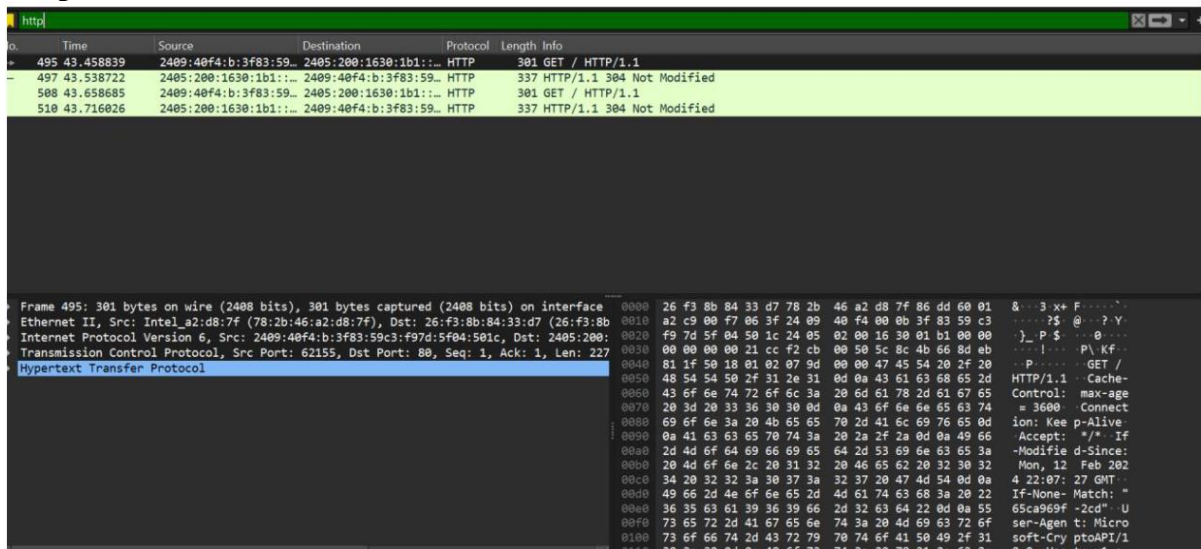 http
No. Time Source Destination Protocol Length Info
495 43.458839 2409:40f4:b:3f83:59… 2405:200:1630:1b1::… HTTP 301 GET / HTTP/1.1
497 43.538722 2405:200:1630:1b1::… 2409:40f4:b:3f83:59… HTTP 337 HTTP/1.1 304 Not Modified
508 43.658685 2409:40f4:b:3f83:59… 2405:200:1630:1b1::… HTTP 301 GET / HTTP/1.1
510 43.716026 2405:200:1630:1b1::… 2409:40f4:b:3f83:59… HTTP 337 HTTP/1.1 304 Not Modified
Frame 495: 301 bytes on wire (2408 bits), 301 bytes captured (2408 bits) on interface
Ethernet II, Src: Intel_a2:d8:7f (78:2b:46:a2:d8:7f), Dst: 26:f3:8b:84:33:d7 (26:f3:8b
Internet Protocol Version 6, Src: 2409:40f4:b:3f83:59c3:f97d:5f04:501c, Dst: 2405:200:
Transmission Control Protocol, Src Port: 62155, Dst Port: 80, Seq: 1, Ack: 1, Len: 227
Hypertext Transfer Protocol
0000 26 f3 8b 84 33 d7 78 2b 46 a2 d8 7f 86 dd 60 01 &···3·x+ F·····`·
0010 a2 c9 00 f7 06 3f 24 09 40 f4 00 0b 3f 83 59 c3 ·····?$· @···?·Y·
0020 f9 7d 5f 04 50 1c 24 05 02 00 16 30 01 b1 00 00 ·}_·P·$· ···0····
0030 00 00 00 00 21 cc f2 cb 00 50 5c 8c 4b 66 8d eb ····!··· ·P\·Kf··
0040 81 1f 50 18 01 02 07 9d 00 00 47 45 54 20 2f 20 ··P····· ··GET /
0050 48 54 54 50 2f 31 2e 31 0d 0a 43 61 63 68 65 2d HTTP/1.1 ··Cache-
0060 43 6f 6e 74 72 6f 6c 3a 20 6d 61 78 2d 61 67 65 Control: max-age
0070 20 3d 20 33 36 30 30 0d 0a 43 6f 6e 6e 65 63 74 = 3600· ·Connect
0080 69 6f 6e 3a 20 4b 65 65 70 2d 41 6c 69 76 65 0d ion: Kee p-Alive·
0090 0a 41 63 63 65 70 74 3a 20 2a 2f 2a 0d 0a 49 66 ·Accept: */*··If
00a0 2d 4d 6f 64 69 66 69 65 64 2d 53 69 6e 63 65 3a -Modifie d-Since:
00b0 20 4d 6f 6e 2c 20 31 32 20 46 65 62 20 32 30 32 Mon, 12 Feb 202
00c0 34 20 32 32 3a 30 37 3a 32 37 20 47 4d 54 0d 0a 4 22:07: 27 GMT··
00d0 49 66 2d 4e 6f 6e 65 2d 4d 61 74 63 68 3a 20 22 If-None- Match: "
00e0 36 35 63 61 39 36 39 66 2d 32 63 64 22 0d 0a 55 65ca969f -2cd"··U
00f0 73 65 72 2d 41 67 65 6e 74 3a 20 4d 69 63 72 6f ser-Agen t: Micro
0100 73 6f 66 74 2d 43 72 79 70 74 6f 41 50 49 2f 31 soft-Cry ptoAPI/1